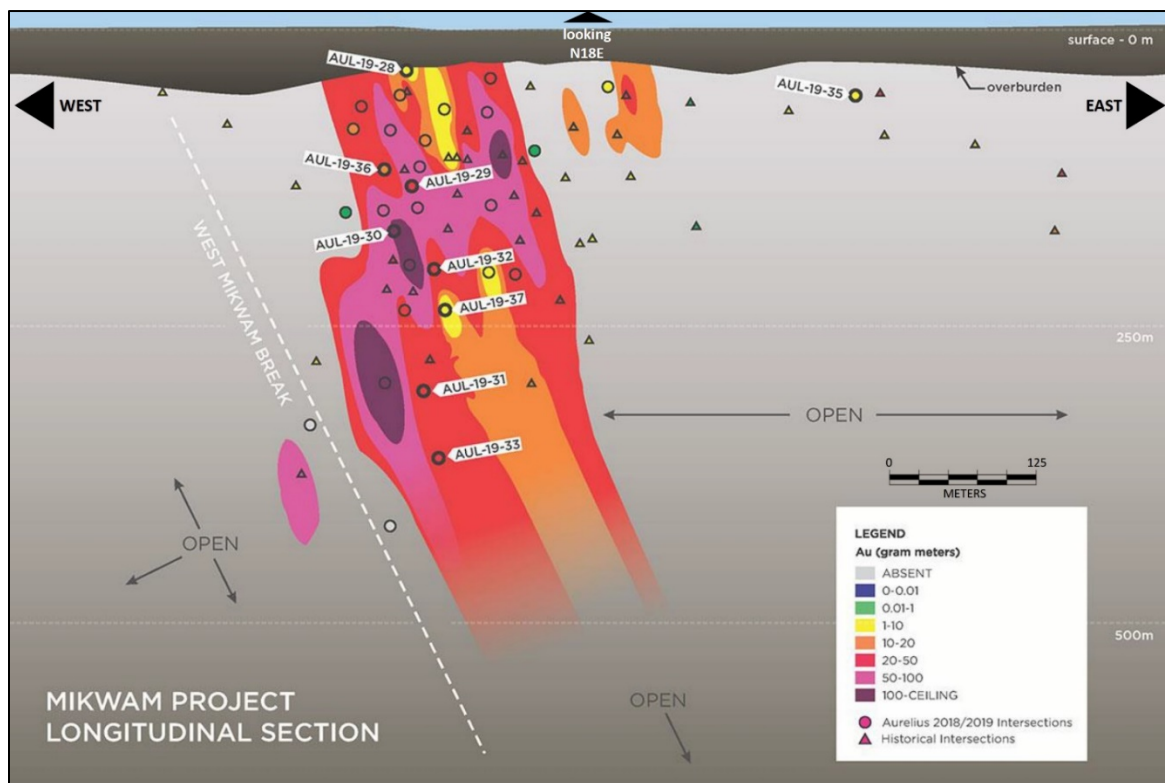 looking
N18E
surface - 0 m
AUL-19-28
AUL-19-35
overburden
WEST
EAST
AUL-19-36
AUL-19-29
AUL-19-30
AUL-19-32
AUL-19-37
WEST MIKWAM BREAK
250m
AUL-19-31
OPEN
AUL-19-33
0 125
METERS
OPEN
LEGEND
Au (gram meters)
ABSENT
0-0.01
0.01-1
1-10
10-20
20-50
50-100
100-CEILING
Aurelius 2018/2019 Intersections
Historical Intersections
500m
MIKWAM PROJECT
LONGITUDINAL SECTION
OPEN